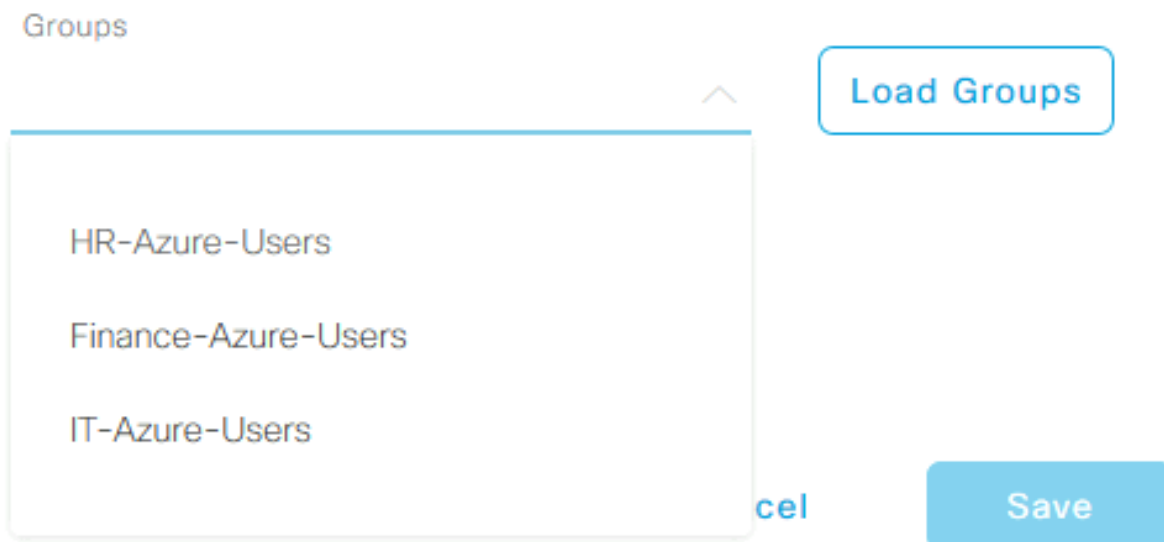 Groups
Load Groups
HR-Azure-Users
Finance-Azure-Users
IT-Azure-Users
cel
Save